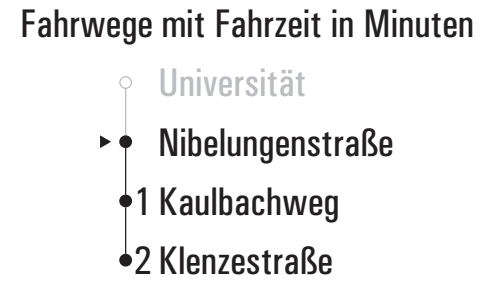 Fahrwege mit Fahrzeit in Minuten
Universität
Nibelungenstraße
1 Kaulbachweg
2 Klenzestraße